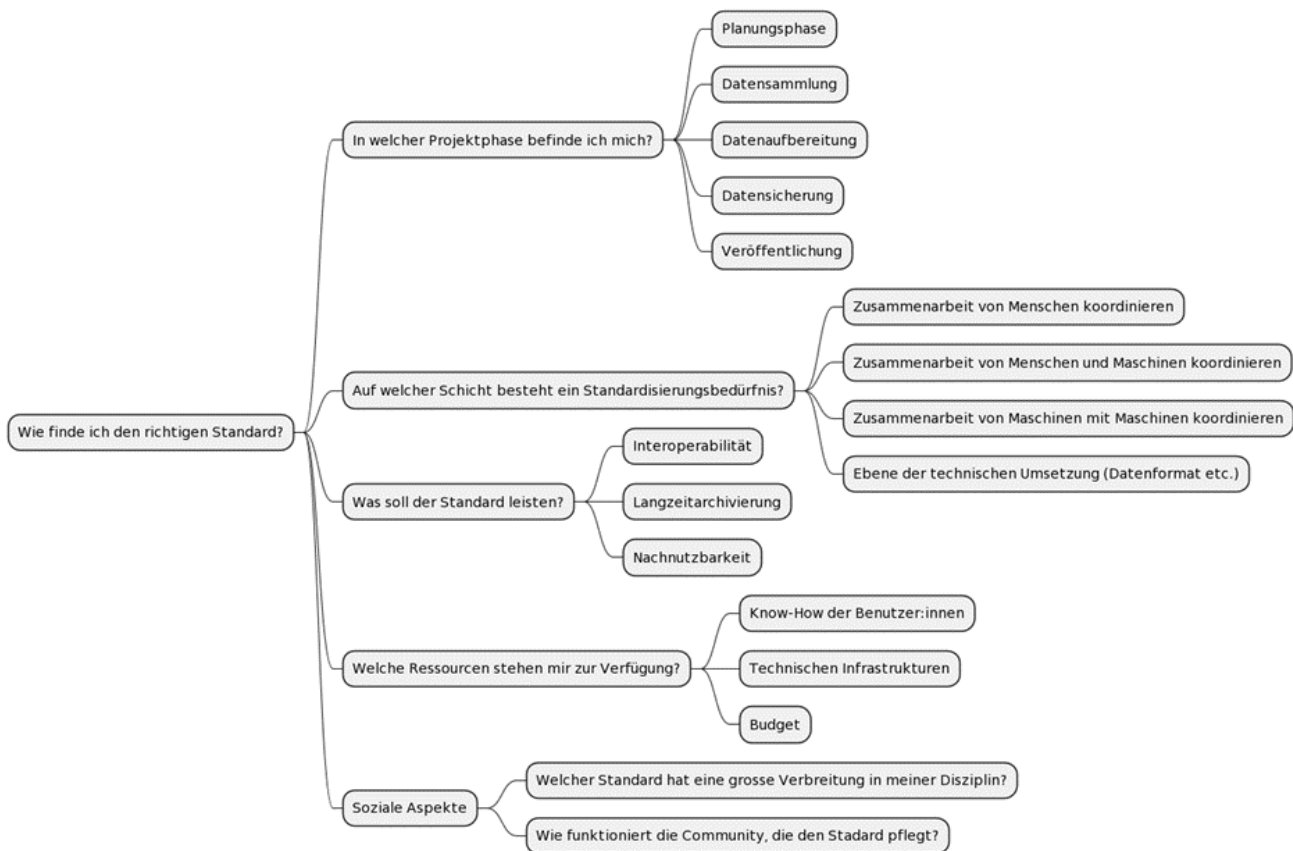 Wie finde ich den richtigen Standard?
In welcher Projektphase befinde ich mich?
Planungsphase
Datensammlung
Datenaufbereitung
Datensicherung
Veröffentlichung
Auf welcher Schicht besteht ein Standardisierungsbedürfnis?
Zusammenarbeit von Menschen koordinieren
Zusammenarbeit von Menschen und Maschinen koordinieren
Zusammenarbeit von Maschinen mit Maschinen koordinieren
Ebene der technischen Umsetzung (Datenformat etc.)
Was soll der Standard leisten?
Interoperabilität
Langzeitarchivierung
Nachnutzbarkeit
Welche Ressourcen stehen mir zur Verfügung?
Know-How der Benutzer:innen
Technischen Infrastrukturen
Budget
Soziale Aspekte
Welcher Standard hat eine grosse Verbreitung in meiner Disziplin?
Wie funktioniert die Community, die den Stadard pflegt?